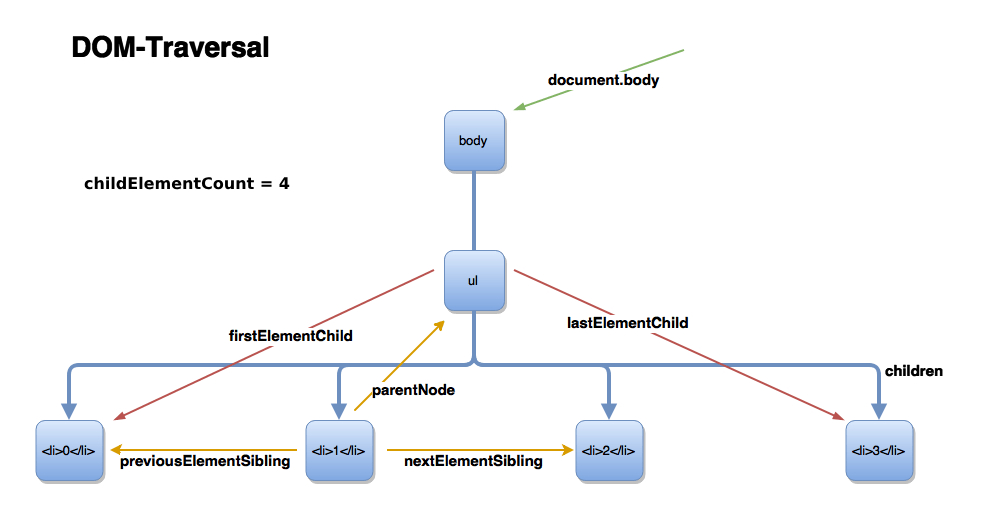 DOM-Traversal
document.body
body
childElementCount = 4
ul
firstElementChild
lastElementChild
children
parentNode
<li>0</li>
<li>1</li>
<li>2</li>
<li>3</li>
previousElementSibling
nextElementSibling